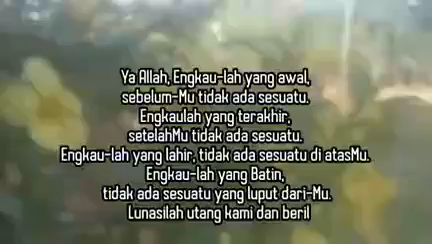 Ya Allah, Engkau-lah yang awal,
sebelum-Mu tidak ada sesuatu.
Engkaulah yang terakhir,
setelahMu tidak ada sesuatu.
Engkau-lah yang lahir, tidak ada sesuatu di atasMu.
Engkau-lah yang Batin,
tidak ada sesuatu yang luput dari-Mu.
Lunasilah utang kami dan beril